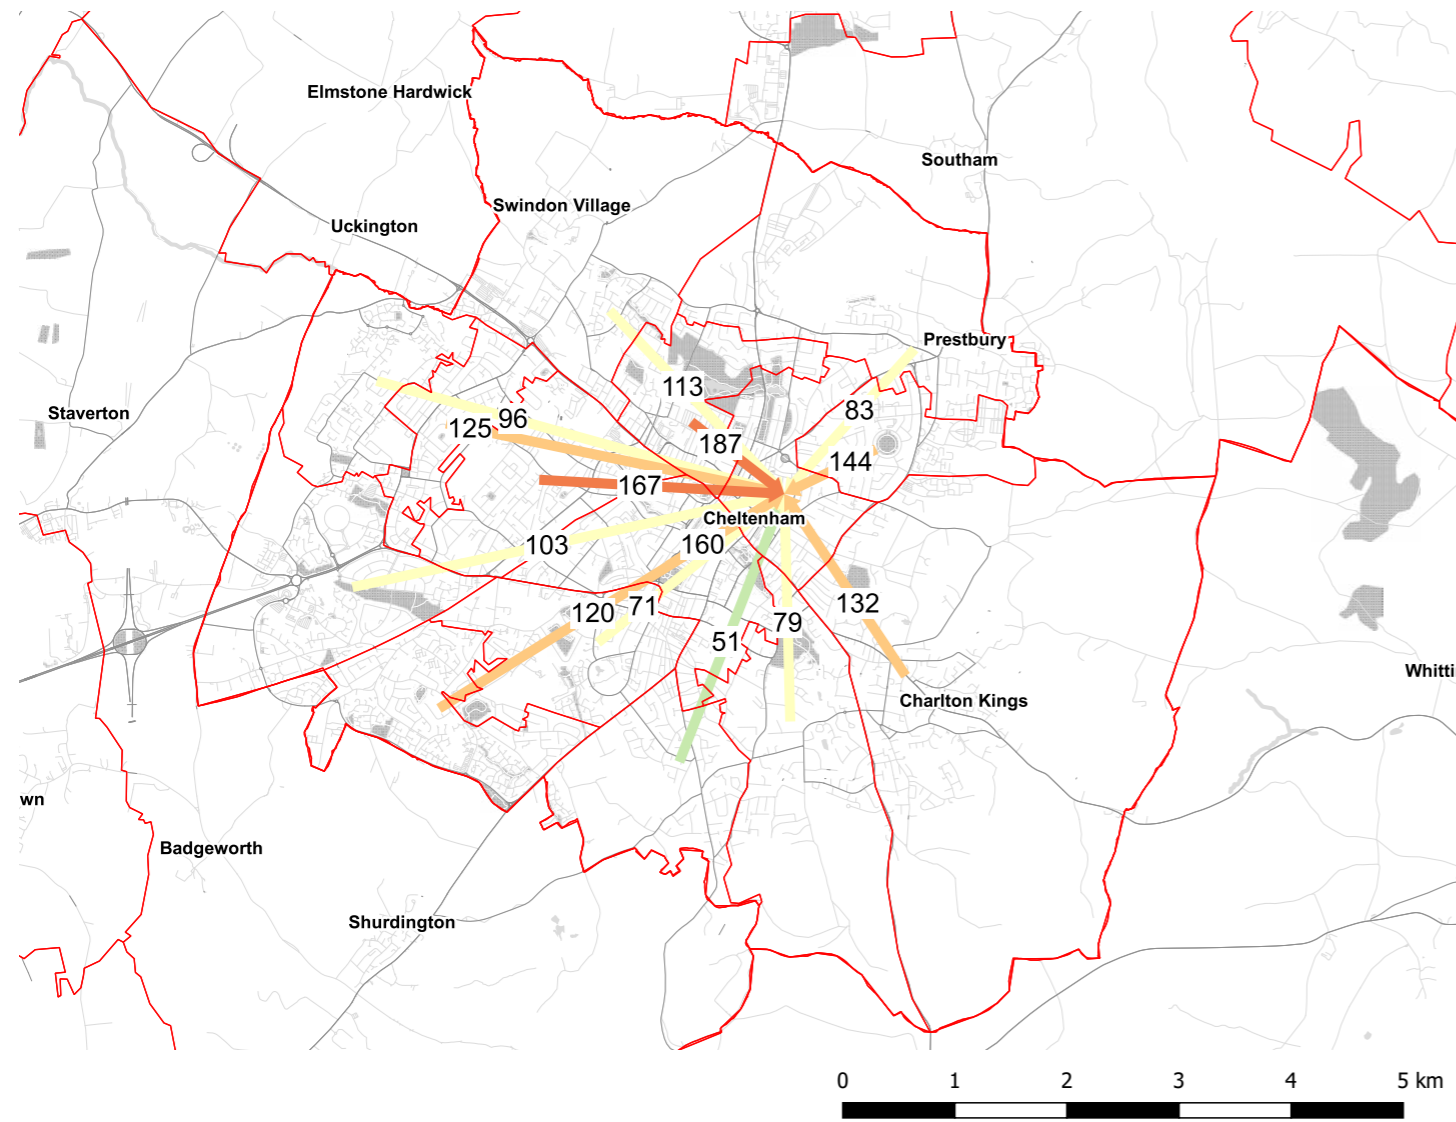 Elmstone Hardwick
Southam
Swindon Village
Uckington
Prestbury
113
Staverton
83
96
125
187
144
167
Cheltenham
103
160
132
71
120
79
51
Whitti
Charlton Kings
wn
Badgeworth
Shurdington
0 1 2 3 4 5 km